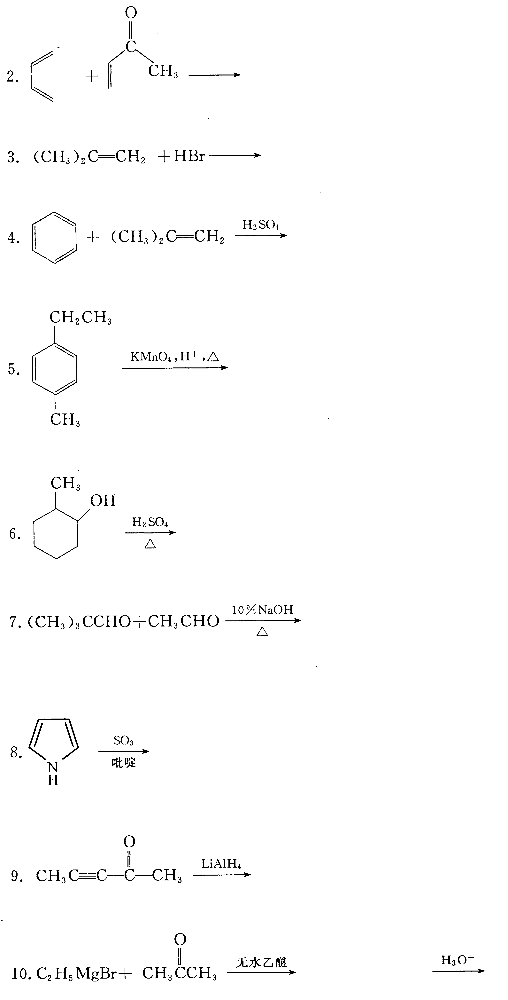 O
C
2. + CH₃
3. (CH₃)₂C=CH₂ +HBr
H₂SO₄
4. + (CH₃)₂C=CH₂
CH₂CH₃
KMnO₄,H⁺,△
5.
CH₃
CH₃
OH
H₂SO₄
6.
△
10%NaOH
7. (CH₃)₃CCHO+CH₃CHO
△
SO₃
8.
吡啶
N
H
O
LiAlH₄
9. CH₃C≡C—C—CH₃
O
无水乙醚 H₃O⁺
10. C₂H₅MgBr+ CH₃CCH₃